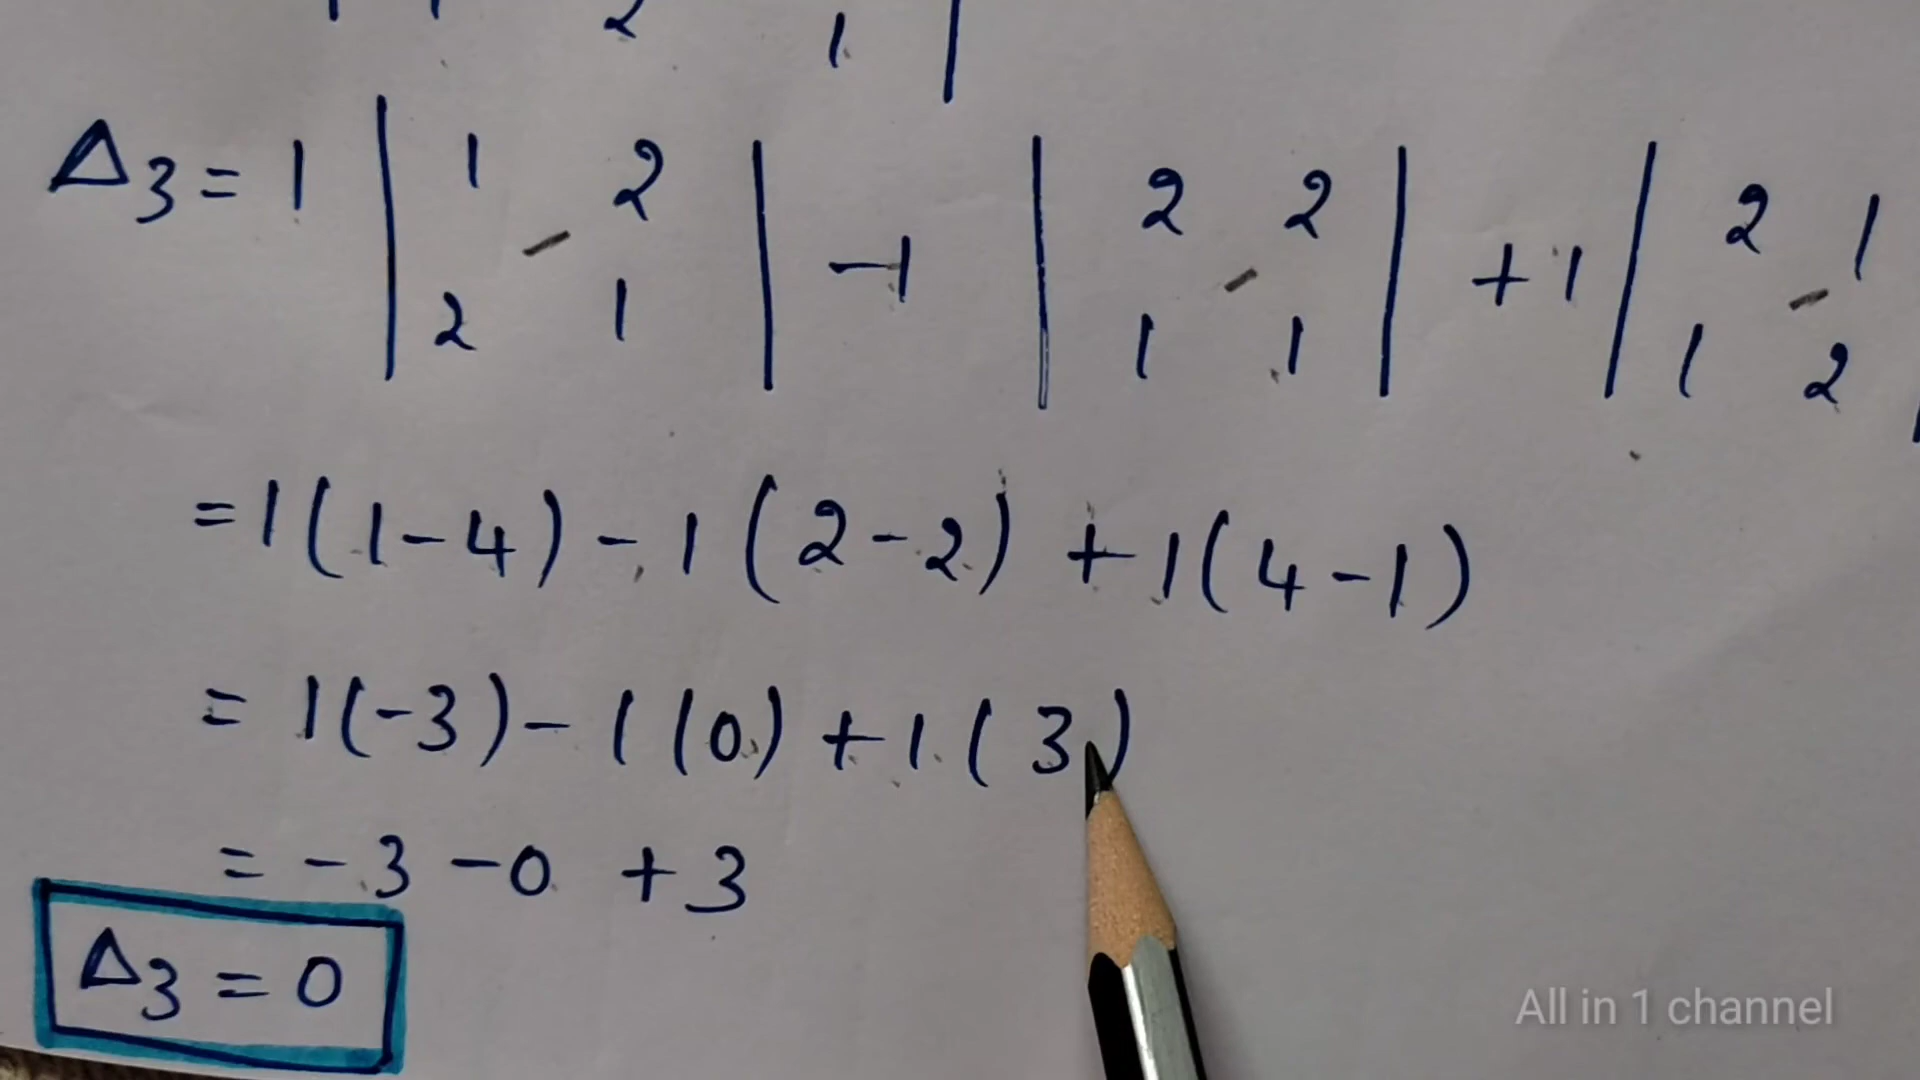 2 1
Δ3 = 1 | 1 2 | -1 | 2 2 | +1 | 2 1 |
2 1 1 1 1 2
= 1(1-4) - 1(2-2) + 1(4-1)
= 1(-3) - 1(0) + 1(3)
= -3 -0 +3
Δ3 = 0
All in 1 channel